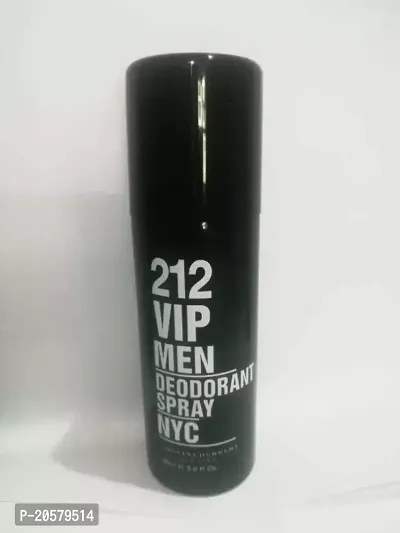 212
VIP
MEN
DEODORANT
SPRAY
NYC
P-20579514